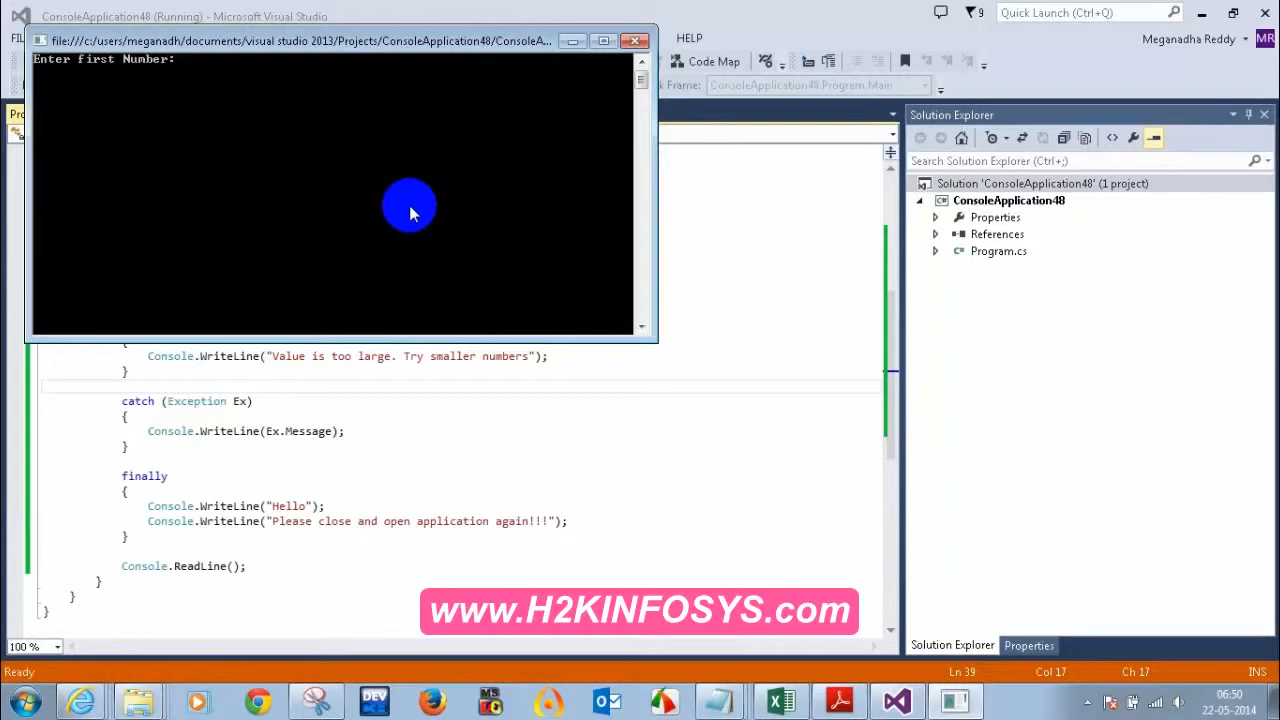 ConsoleApplication48 (Running) - Microsoft Visual Studio
9
Quick Launch (Ctrl+Q)
file:///c:/users/meganadh/documents/visual studio 2013/Projects/ConsoleApplication48/ConsoleA...
HELP
Meganadha Reddy
MR
Enter first Number:
Code Map
ConsoleApplication48.Program.Main
Solution Explorer
Search Solution Explorer (Ctrl+;)
Solution 'ConsoleApplication48' (1 project)
ConsoleApplication48
Properties
References
Program.cs
{
Console.WriteLine("Value is too large. Try smaller numbers");
}
catch (Exception Ex)
{
Console.WriteLine(Ex.Message);
}
finally
{
Console.WriteLine("Hello");
Console.WriteLine("Please close and open application again!!!");
}
Console.ReadLine();
}
}
}
www.H2KINFOSYS.com
100 %
Solution Explorer
Properties
Ready
Ln 39
Col 17
Ch 17
INS
DEV
MS
06:50
22-05-2014